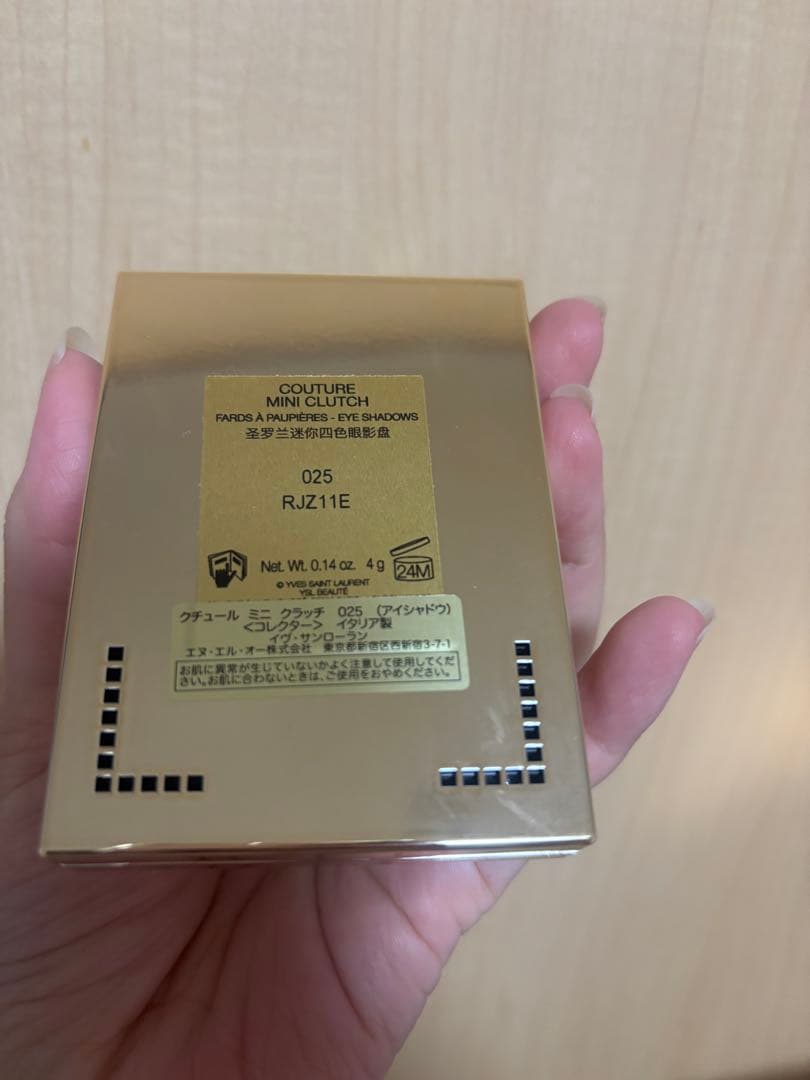 COUTURE
MINI CLUTCH
FARDS À PAUPIÈRES - EYE SHADOWS
圣罗兰迷你四色眼影盘
025
RJZ11E
Net. Wt. 0.14 oz. 4 g
24M
© YVES SAINT LAURENT
YSL BEAUTÉ
クチュール ミニ クラッチ 025 (アイシャドウ)
<コレクター> イタリア製
イヴ・サンローラン
エヌ・エル・オー株式会社 東京都新宿区西新宿3-7-1
お肌に異常が生じていないかよく注意して使用してくだ
さい。お肌に合わないときは、ご使用をおやめください。